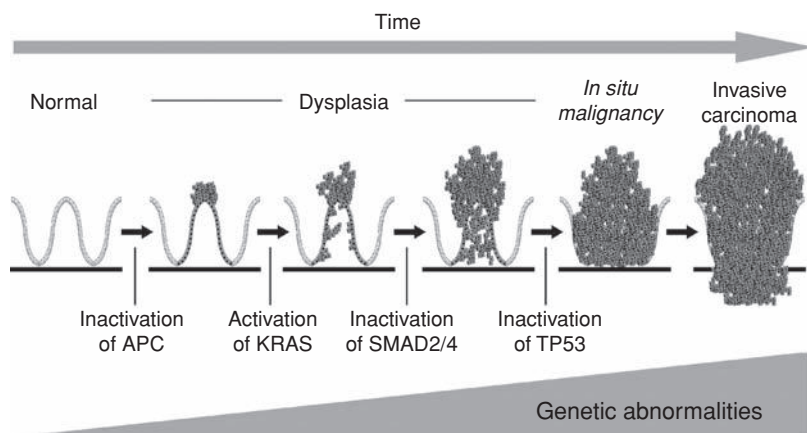 Time
Normal
Dysplasia
In situ
malignancy
Invasive
carcinoma
Inactivation
of APC
Activation
of KRAS
Inactivation
of SMAD2/4
Inactivation
of TP53
Genetic abnormalities